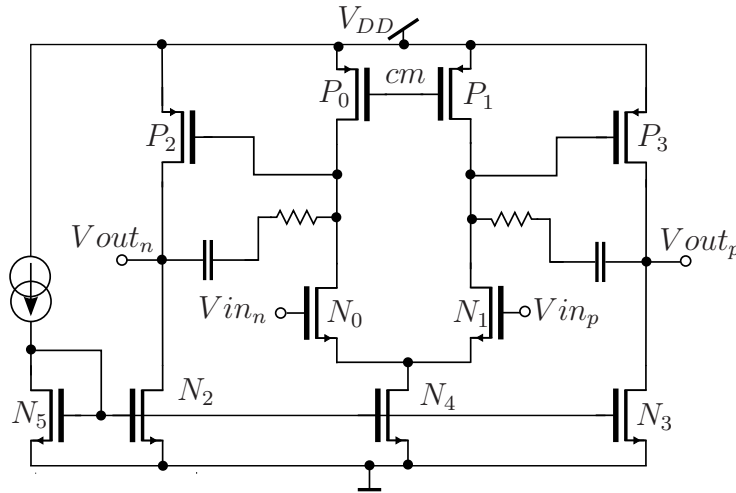 V_DD
P_0
cm
P_1
P_2
P_3
Vout_n
Vout_p
Vin_n
N_0
N_1
Vin_p
N_5
N_2
N_4
N_3